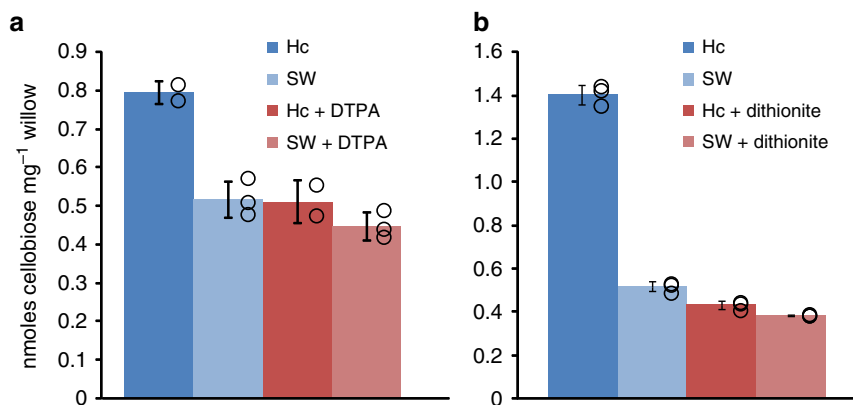 a
nmoles cellobiose mg⁻¹ willow
0.9
0.8
0.7
0.6
0.5
0.4
0.3
0.2
0.1
0
Hc
SW
Hc + DTPA
SW + DTPA
b
1.6
1.4
1.2
1.0
0.8
0.6
0.4
0.2
0
Hc
SW
Hc + dithionite
SW + dithionite